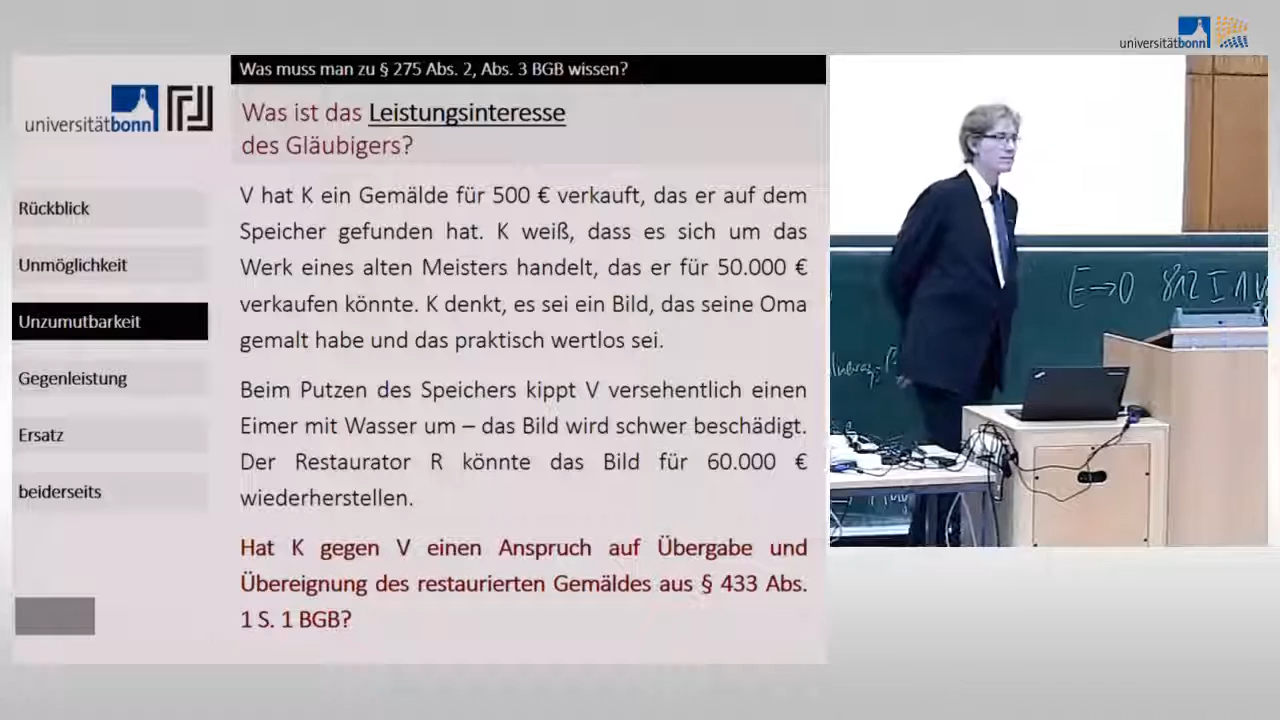 universitätbonn
universitätbonn
Was muss man zu § 275 Abs. 2, Abs. 3 BGB wissen?
Was ist das Leistungsinteresse
des Gläubigers?
Rückblick
Unmöglichkeit
Unzumutbarkeit
Gegenleistung
Ersatz
beiderseits
V hat K ein Gemälde für 500 € verkauft, das er auf dem
Speicher gefunden hat. K weiß, dass es sich um das
Werk eines alten Meisters handelt, das er für 50.000 €
verkaufen könnte. K denkt, es sei ein Bild, das seine Oma
gemalt habe und das praktisch wertlos sei.
Beim Putzen des Speichers kippt V versehentlich einen
Eimer mit Wasser um – das Bild wird schwer beschädigt.
Der Restaurator R könnte das Bild für 60.000 €
wiederherstellen.
Hat K gegen V einen Anspruch auf Übergabe und
Übereignung des restaurierten Gemäldes aus § 433 Abs.
1 S. 1 BGB?
E→0 812 I 1